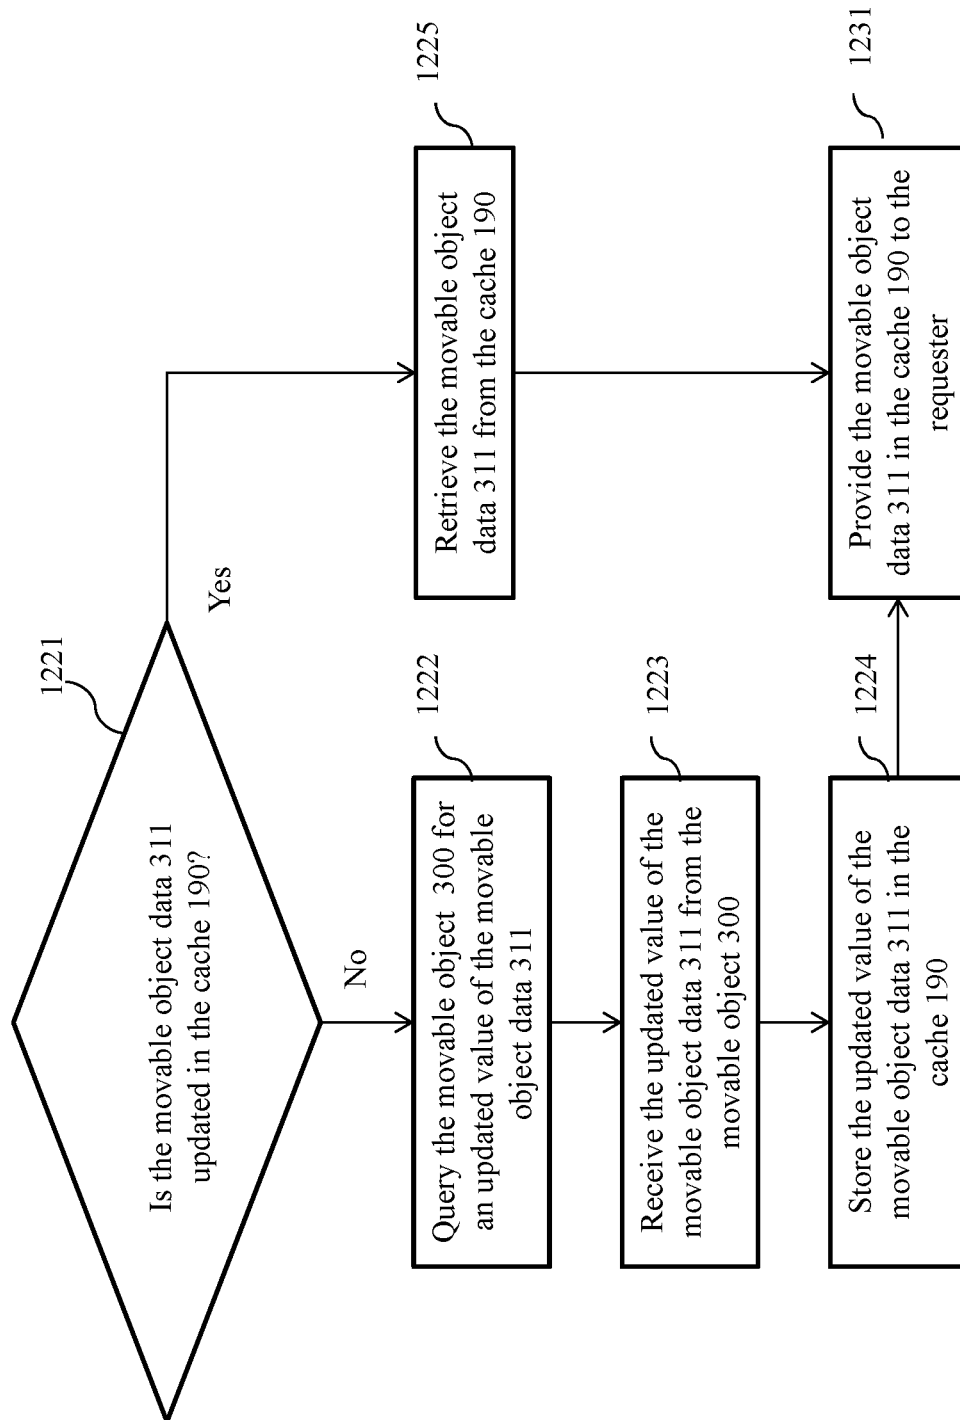 1221
Is the movable object data 311
updated in the cache 190?
Yes
No
1222
Query the movable object 300 for
an updated value of the movable
object data 311
1225
Retrieve the movable object
data 311 from the cache 190
1223
Receive the updated value of the
movable object data 311 from the
movable object 300
1224
Store the updated value of the
movable object data 311 in the
cache 190
1231
Provide the movable object
data 311 in the cache 190 to the
requester